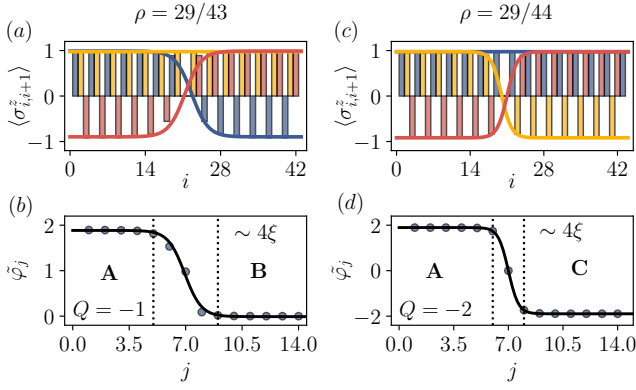 ρ = 29/43
ρ = 29/44
(a)
(c)
1
0
−1
⟨σ^z_{i,i+1}⟩
0 14 28 42
i
1
0
−1
⟨σ^z_{i,i+1}⟩
0 14 28 42
i
(b)
2
0
φ̃_j
∼ 4ξ
A
B
Q = −1
0.0 3.5 7.0 10.5 14.0
j
(d)
2
0
−2
φ̃_j
∼ 4ξ
A
C
Q = −2
0.0 3.5 7.0 10.5 14.0
j